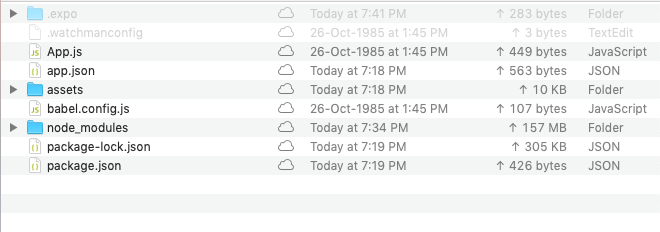 .expo Today at 7:41 PM ↑ 283 bytes Folder
.watchmanconfig 26-Oct-1985 at 1:45 PM ↑ 3 bytes TextEdit
App.js 26-Oct-1985 at 1:45 PM ↑ 449 bytes JavaScript
app.json Today at 7:18 PM ↑ 563 bytes JSON
assets Today at 7:18 PM ↑ 10 KB Folder
babel.config.js 26-Oct-1985 at 1:45 PM ↑ 107 bytes JavaScript
node_modules Today at 7:34 PM ↑ 157 MB Folder
package-lock.json Today at 7:19 PM ↑ 305 KB JSON
package.json Today at 7:19 PM ↑ 426 bytes JSON